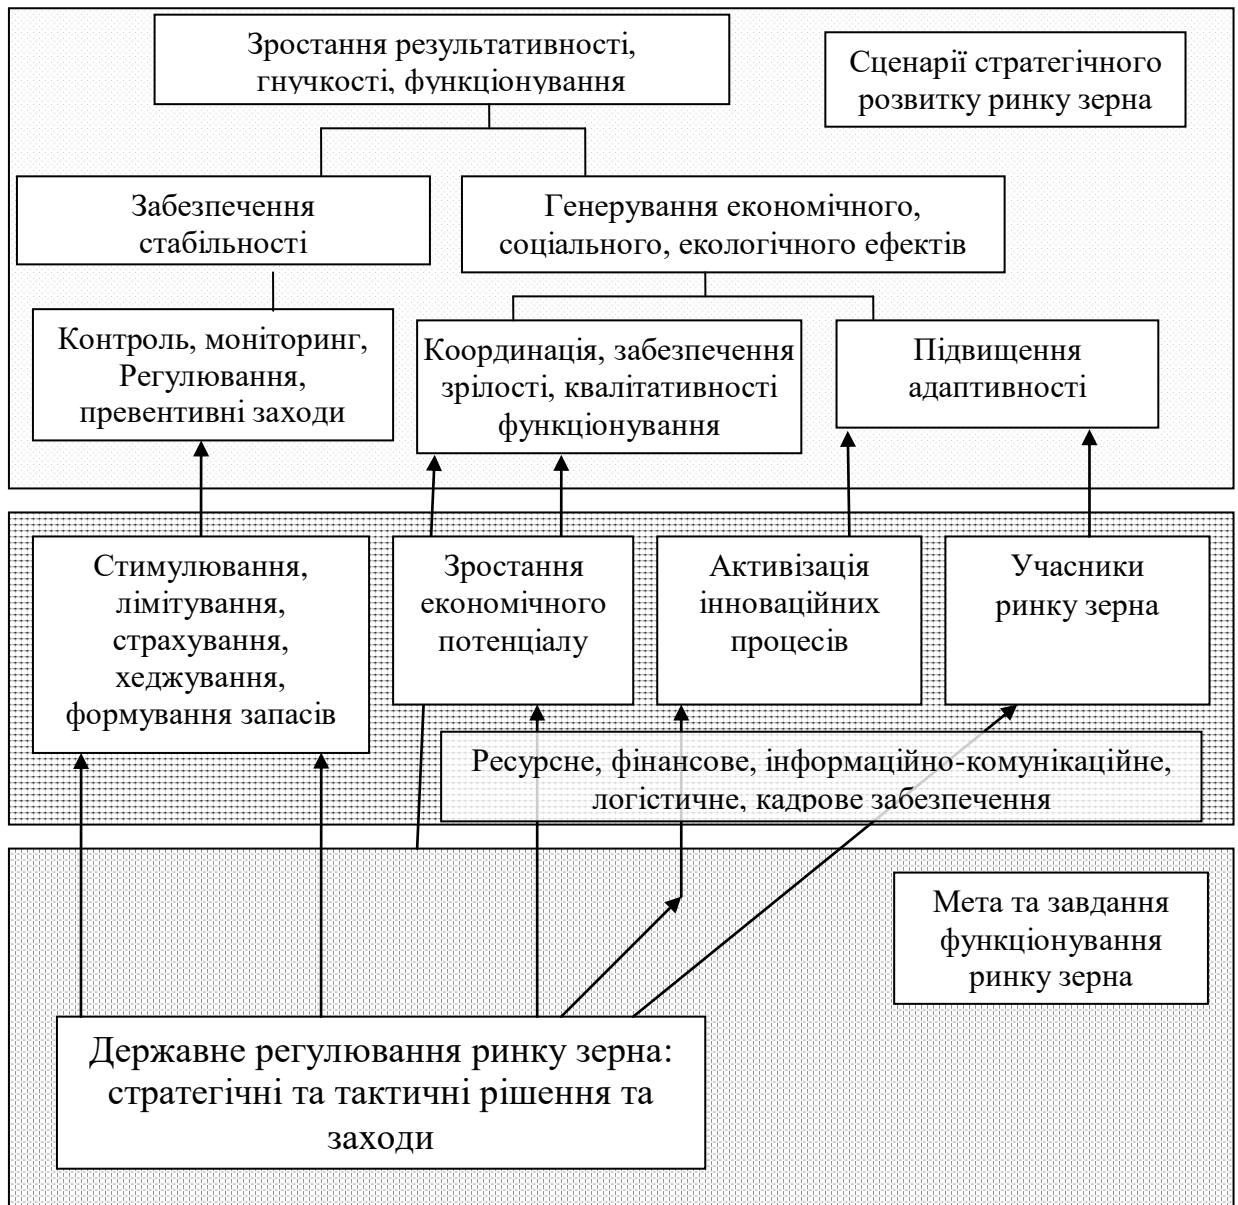 Зростання результативності,
гнучкості, функціонування
Сценарії стратегічного
розвитку ринку зерна
Забезпечення
стабільності
Генерування економічного,
соціального, екологічного ефектів
Контроль, моніторинг,
Регулювання,
превентивні заходи
Координація, забезпечення
зрілості, квалітативності
функціонування
Підвищення
адаптивності
Стимулювання,
лімітування,
страхування,
хеджування,
формування запасів
Зростання
економічного
потенціалу
Активізація
інноваційних
процесів
Учасники
ринку зерна
Ресурсне, фінансове, інформаційно-комунікаційне,
логістичне, кадрове забезпечення
Мета та завдання
функціонування
ринку зерна
Державне регулювання ринку зерна:
стратегічні та тактичні рішення та
заходи